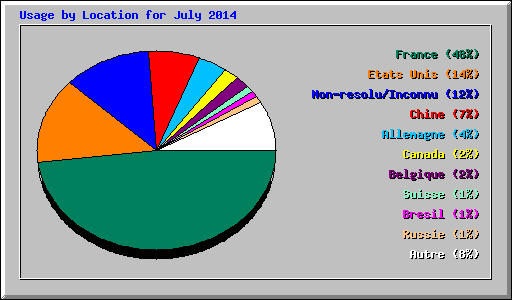 Usage by Location for July 2014
France (48%)
Etats Unis (14%)
Non-resolu/Inconnu (12%)
Chine (7%)
Allemagne (4%)
Canada (2%)
Belgique (2%)
Suisse (1%)
Bresil (1%)
Russie (1%)
Autre (8%)